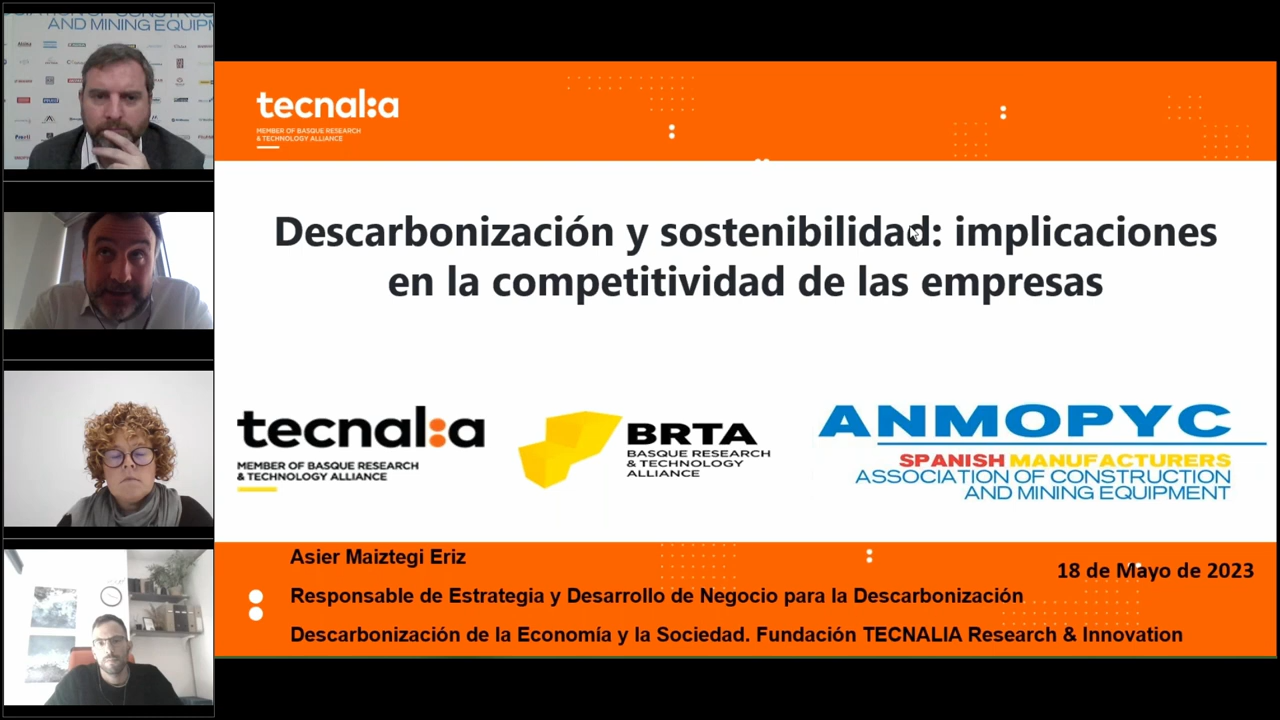 AND MINING EQUIPM
tecnal:a
MEMBER OF BASQUE RESEARCH
& TECHNOLOGY ALLIANCE
Descarbonización y sostenibilidad: implicaciones
en la competitividad de las empresas
tecnal:a
MEMBER OF BASQUE RESEARCH
& TECHNOLOGY ALLIANCE
BRTA
BASQUE RESEARCH
& TECHNOLOGY
ALLIANCE
ANMOPYC
SPANISH MANUFACTURERS
ASSOCIATION OF CONSTRUCTION
AND MINING EQUIPMENT
Asier Maiztegi Eriz
18 de Mayo de 2023
Responsable de Estrategia y Desarrollo de Negocio para la Descarbonización
Descarbonización de la Economía y la Sociedad. Fundación TECNALIA Research & Innovation